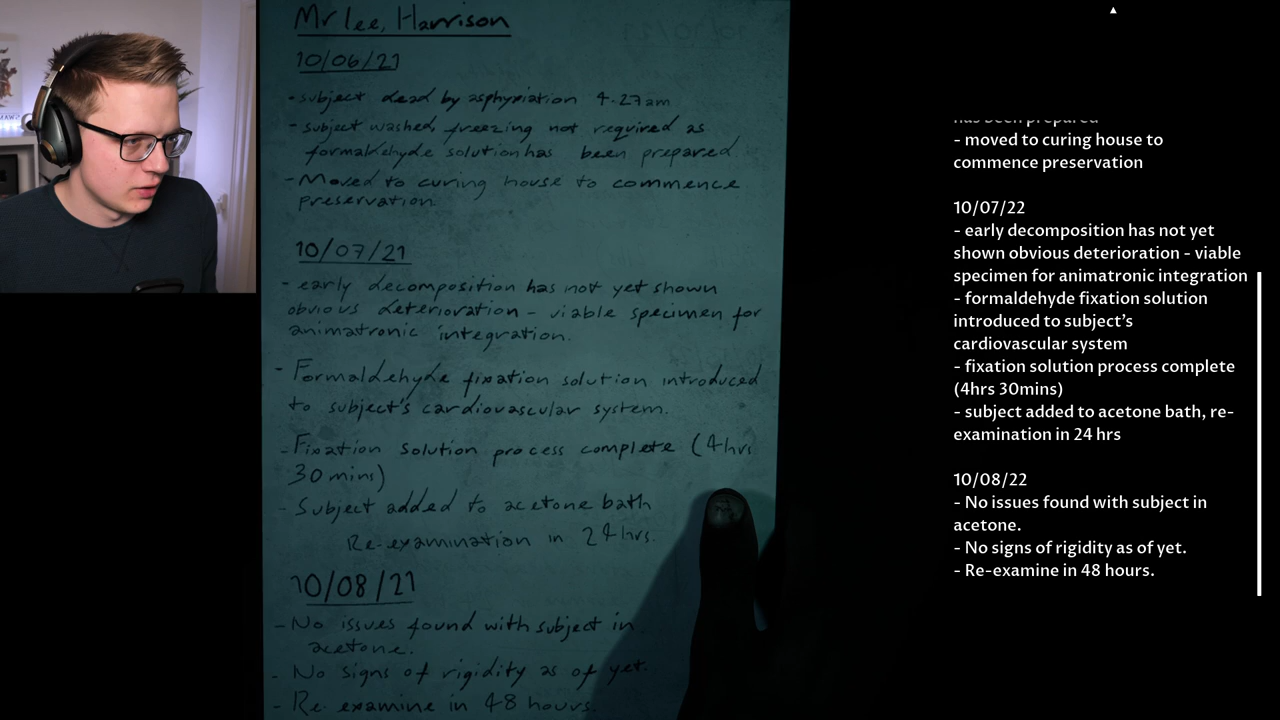 Mr lee, Harrison
10/06/21
- subject dead by asphyxiation 4.27am
- subject washed, freezing not required as
formaldehyde solution has been prepared
- Moved to curing house to commence
preservation.
10/07/21
- early decomposition has not yet shown
obvious deterioration - viable specimen for
animatronic integration.
- Formaldehyde fixation solution introduced
to subject's cardiovascular system.
- Fixation solution process complete (4hrs
30mins)
- Subject added to acetone bath
Re-examination in 24hrs.
10/08/21
- No issues found with subject in
acetone.
- No signs of rigidity as of yet.
- Re-examine in 48 hours.
has been prepared
- moved to curing house to
commence preservation
10/07/22
- early decomposition has not yet
shown obvious deterioration - viable
specimen for animatronic integration
- formaldehyde fixation solution
introduced to subject's
cardiovascular system
- fixation solution process complete
(4hrs 30mins)
- subject added to acetone bath, re-
examination in 24 hrs
10/08/22
- No issues found with subject in
acetone.
- No signs of rigidity as of yet.
- Re-examine in 48 hours.